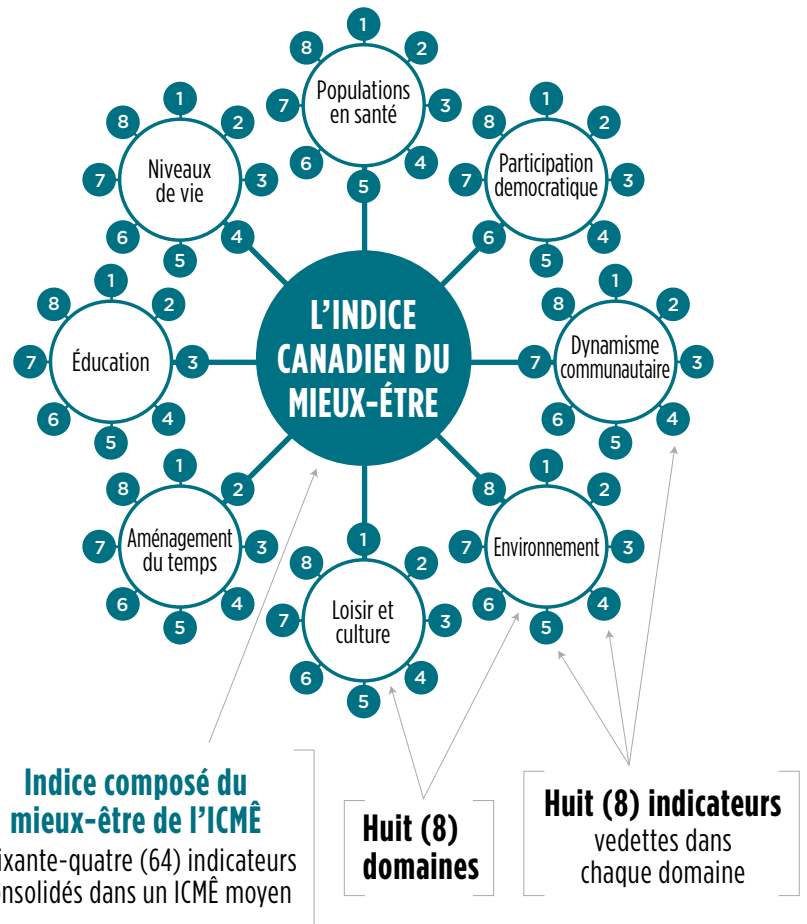 1
2
3
4
5
6
7
8
Populations
en santé
1
2
3
4
5
6
7
8
Participation
democratique
1
2
3
4
5
6
7
8
Dynamisme
communautaire
1
2
3
4
5
6
7
8
Environnement
1
2
3
4
5
6
7
8
Loisir et
culture
1
2
3
4
5
6
7
8
Aménagement
du temps
1
2
3
4
5
6
7
8
Éducation
1
2
3
4
5
6
7
8
Niveaux
de vie
L’INDICE
CANADIEN DU
MIEUX-ÉTRE
Indice composé du
mieux-être de l’ICMÊ
ixante-quatre (64) indicateurs
onsolidés dans un ICMÊ moyen
Huit (8)
domaines
Huit (8) indicateurs
vedettes dans
chaque domaine